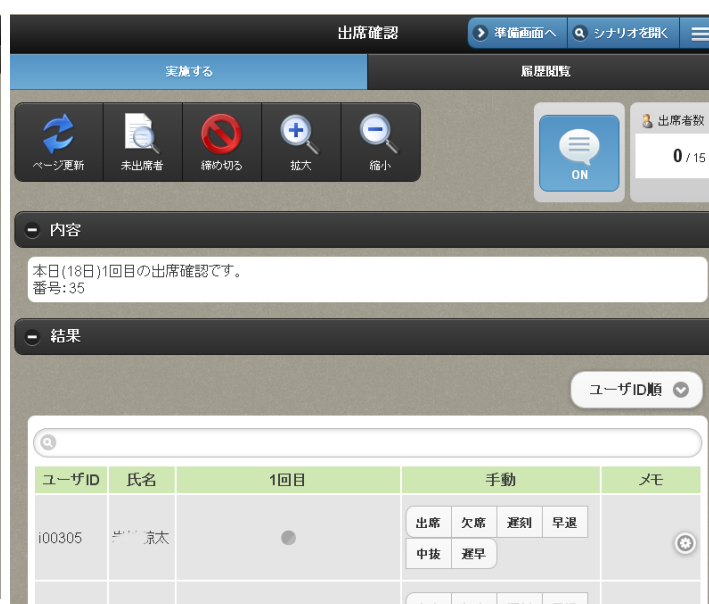 出席確認
準備画面へ
シナリオを開く
実施する
履歴閲覧
ページ更新
未出席者
締め切る
拡大
縮小
ON
出席者数
0 / 15
内容
本日(18日)1回目の出席確認です。
番号:35
結果
ユーザID順
ユーザID 氏名 1回目 手動 メモ
i00305
涼太
出席 欠席 遅刻 早退
中抜 遅早